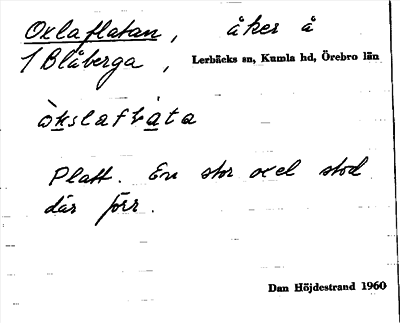 Oxlaflatan, åker å
1 Blåberga, Lerbäcks sn, Kumla hd, Örebro län
Platt. En stor oxel stod
där förr.
Dan Höjdestrand 1960